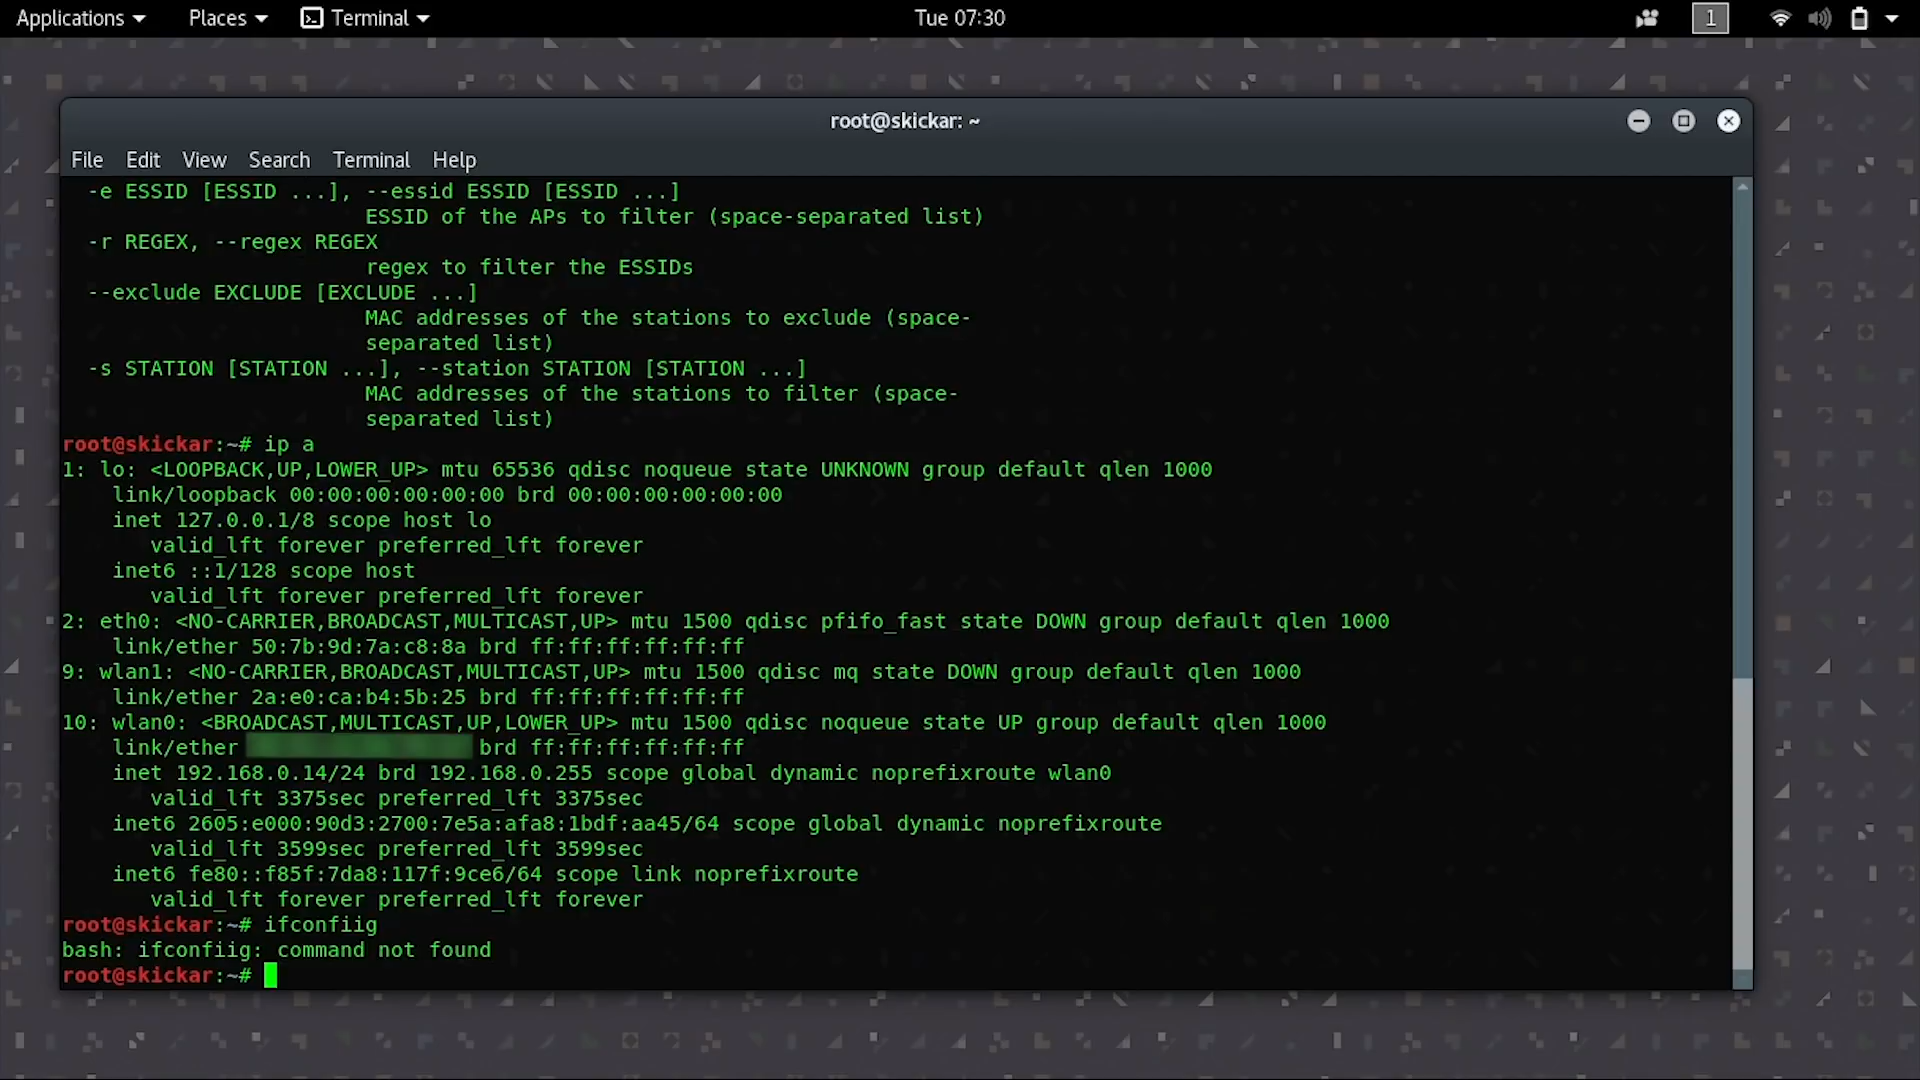 Applications Places Terminal Tue 07:30 1
root@skickar: ~
File Edit View Search Terminal Help
-e ESSID [ESSID ...], --essid ESSID [ESSID ...]
ESSID of the APs to filter (space-separated list)
-r REGEX, --regex REGEX
regex to filter the ESSIDs
--exclude EXCLUDE [EXCLUDE ...]
MAC addresses of the stations to exclude (space-
separated list)
-s STATION [STATION ...], --station STATION [STATION ...]
MAC addresses of the stations to filter (space-
separated list)
root@skickar:~# ip a
1: lo: <LOOPBACK,UP,LOWER_UP> mtu 65536 qdisc noqueue state UNKNOWN group default qlen 1000
link/loopback 00:00:00:00:00:00 brd 00:00:00:00:00:00
inet 127.0.0.1/8 scope host lo
valid_lft forever preferred_lft forever
inet6 ::1/128 scope host
valid_lft forever preferred_lft forever
2: eth0: <NO-CARRIER,BROADCAST,MULTICAST,UP> mtu 1500 qdisc pfifo_fast state DOWN group default qlen 1000
link/ether 50:7b:9d:7a:c8:8a brd ff:ff:ff:ff:ff:ff
9: wlan1: <NO-CARRIER,BROADCAST,MULTICAST,UP> mtu 1500 qdisc mq state DOWN group default qlen 1000
link/ether 2a:e0:ca:b4:5b:25 brd ff:ff:ff:ff:ff:ff
10: wlan0: <BROADCAST,MULTICAST,UP,LOWER_UP> mtu 1500 qdisc noqueue state UP group default qlen 1000
link/ether brd ff:ff:ff:ff:ff:ff
inet 192.168.0.14/24 brd 192.168.0.255 scope global dynamic noprefixroute wlan0
valid_lft 3375sec preferred_lft 3375sec
inet6 2605:e000:90d3:2700:7e5a:afa8:1bdf:aa45/64 scope global dynamic noprefixroute
valid_lft 3599sec preferred_lft 3599sec
inet6 fe80::f85f:7da8:117f:9ce6/64 scope link noprefixroute
valid_lft forever preferred_lft forever
root@skickar:~# ifconfiig
bash: ifconfiig: command not found
root@skickar:~#